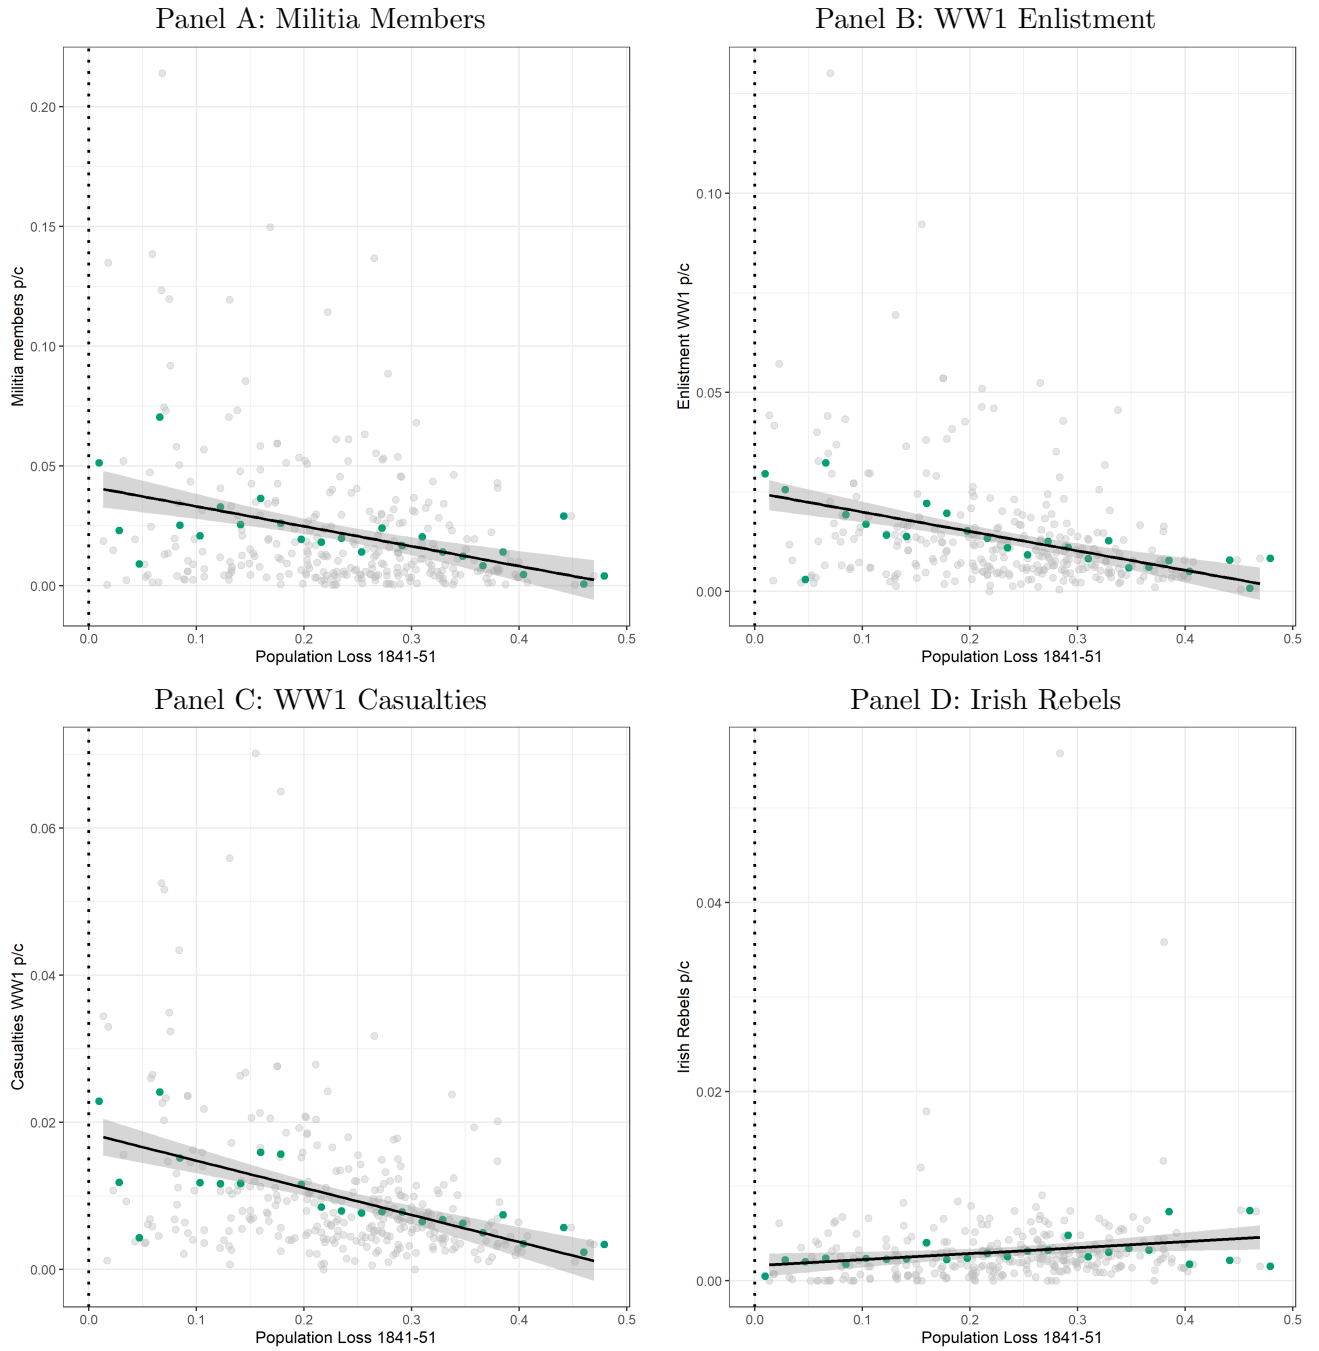 Panel A: Militia Members
Militia members p/c
0.20
0.15
0.10
0.05
0.00
0.0 0.1 0.2 0.3 0.4 0.5
Population Loss 1841-51
Panel B: WW1 Enlistment
Enlistment WW1 p/c
0.10
0.05
0.00
0.0 0.1 0.2 0.3 0.4 0.5
Population Loss 1841-51
Panel C: WW1 Casualties
Casualties WW1 p/c
0.06
0.04
0.02
0.00
0.0 0.1 0.2 0.3 0.4 0.5
Population Loss 1841-51
Panel D: Irish Rebels
Irish Rebels p/c
0.04
0.02
0.00
0.0 0.1 0.2 0.3 0.4 0.5
Population Loss 1841-51